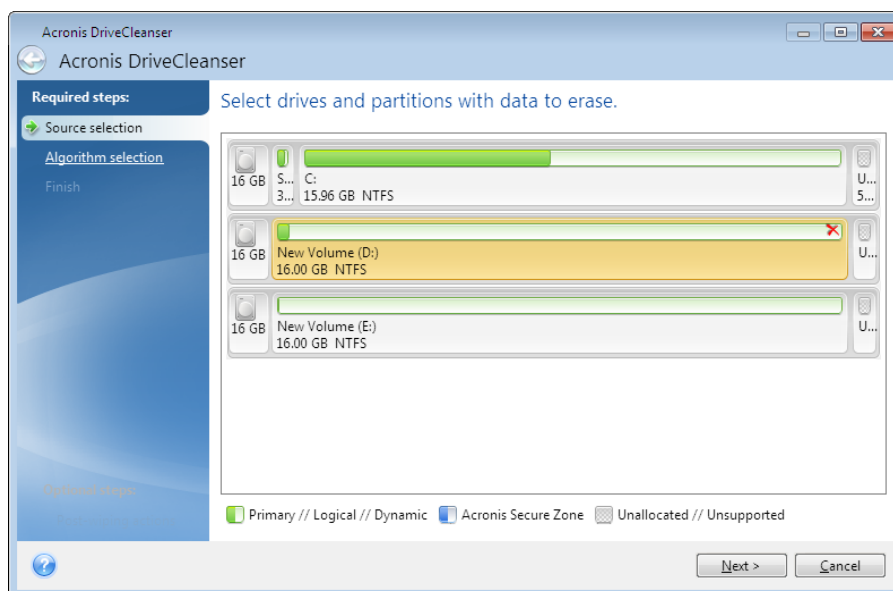 Acronis DriveCleanser
Acronis DriveCleanser
Required steps:
Source selection
Algorithm selection
Finish
Select drives and partitions with data to erase.
16 GB
S...
3...
C:
15.96 GB NTFS
U...
5...
16 GB
New Volume (D:)
16.00 GB NTFS
U...
16 GB
New Volume (E:)
16.00 GB NTFS
U...
Optional steps:
Primary // Logical // Dynamic
Acronis Secure Zone
Unallocated // Unsupported
Next >
Cancel